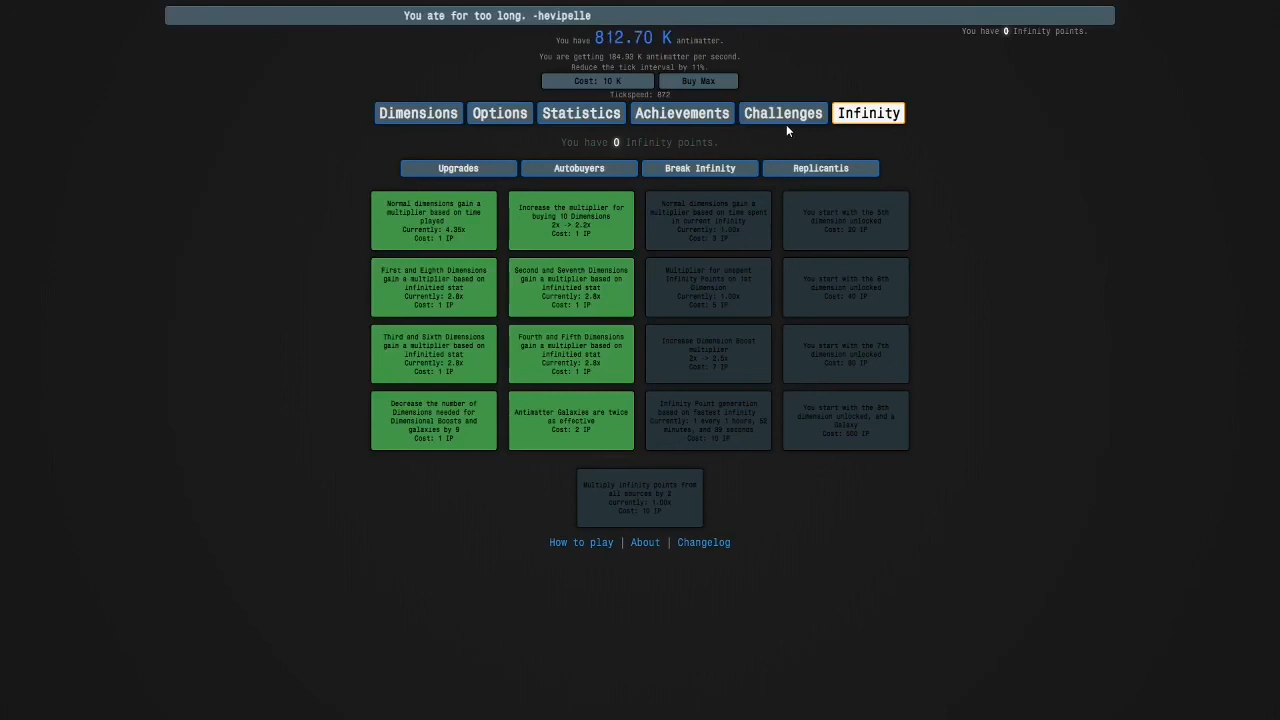 You ate for too long. -hevipelle
You have 812.70 K antimatter.
You have 0 Infinity points.
You are getting 184.93 K antimatter per second.
Reduce the tick interval by 11%.
Cost: 10 K
Buy Max
Tickspeed: 872
Dimensions
Options
Statistics
Achievements
Challenges
Infinity
You have 0 Infinity points.
Upgrades
Autobuyers
Break Infinity
Replicantis
Normal dimensions gain a
multiplier based on time
played
Currently: 4.35x
Cost: 1 IP
Increase the multiplier for
buying 10 Dimensions
2x -> 2.2x
Cost: 1 IP
Normal dimensions gain a
multiplier based on time spent
in current infinity
Currently: 1.00x
Cost: 3 IP
You start with the 5th
dimension unlocked
Cost: 20 IP
First and Eighth Dimensions
gain a multiplier based on
infinitied stat
Currently: 2.8x
Cost: 1 IP
Second and Seventh Dimensions
gain a multiplier based on
infinitied stat
Currently: 2.8x
Cost: 1 IP
Multiplier for unspent
Infinity Points on 1st
Dimension
Currently: 1.00x
Cost: 5 IP
You start with the 6th
dimension unlocked
Cost: 40 IP
Third and Sixth Dimensions
gain a multiplier based on
infinitied stat
Currently: 2.8x
Cost: 1 IP
Fourth and Fifth Dimensions
gain a multiplier based on
infinitied stat
Currently: 2.8x
Cost: 1 IP
Increase Dimension Boost
multiplier
2x -> 2.5x
Cost: 7 IP
You start with the 7th
dimension unlocked
Cost: 80 IP
Decrease the number of
Dimensions needed for
Dimensional Boosts and
galaxies by 9
Cost: 1 IP
Antimatter Galaxies are twice
as effective
Cost: 2 IP
Infinity Point generation
based on fastest infinity
Currently: 1 every 1 hours, 52
minutes, and 39 seconds
Cost: 10 IP
You start with the 8th
dimension unlocked, and a
Galaxy
Cost: 500 IP
Multiply infinity points from
all sources by 2
currently: 1.00x
Cost: 10 IP
How to play | About | Changelog